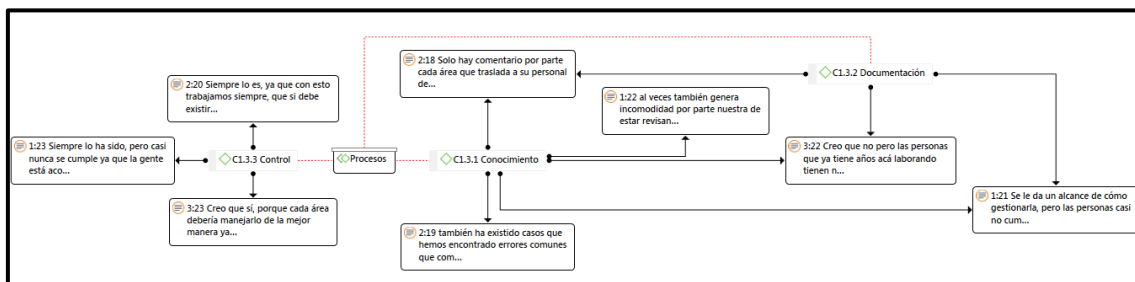 2:18 Solo hay comentario por parte
cada área que traslada a su personal
de...
C1.3.2 Documentación
2:20 Siempre lo es, ya que con esto
trabajamos siempre, que si debe
existir...
1:22 al veces también genera
incomodidad por parte nuestra de
estar revisan...
1:23 Siempre lo ha sido, pero casi
nunca se cumple ya que la gente
está aco...
C1.3.3 Control
Procesos
C1.3.1 Conocimiento
3:22 Creo que no pero las personas
que ya tiene años acá laborando
tienen n...
3:23 Creo que sí, porque cada área
debería manejarlo de la mejor
manera ya...
1:21 Se le da un alcance de cómo
gestionarla, pero las personas casi
no cum...
2:19 también ha existido casos que
hemos encontrado errores comunes
que com...